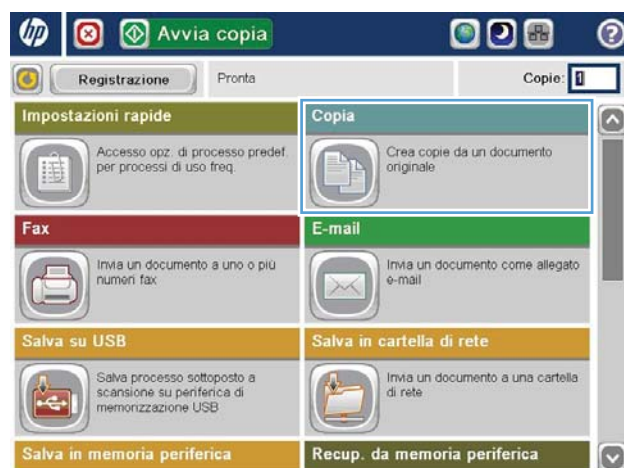 hp
Avvia copia
?
Registrazione
Pronta
Copie: 1
Impostazioni rapide
Accesso opz. di processo predef.
per processi di uso freq.
Copia
Crea copie da un documento
originale
Fax
Invia un documento a uno o più
numeri fax
E-mail
Invia un documento come allegato
e-mail
Salva su USB
Salva processo sottoposto a
scansione su periferica di
memorizzazione USB
Salva in cartella di rete
Invia un documento a una cartella
di rete
Salva in memoria periferica
Recup. da memoria periferica